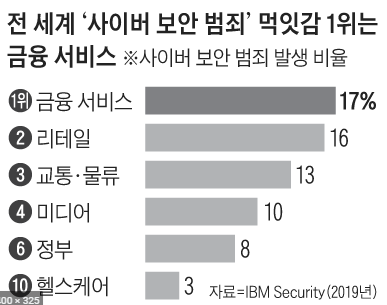 전 세계 ‘사이버 보안 범죄’ 먹잇감 1위는
금융 서비스 ※사이버 보안 범죄 발생 비율
1위 금융 서비스 17%
2 리테일 16
3 교통·물류 13
4 미디어 10
6 정부 8
10 헬스케어 3 자료=IBM Security(2019년)